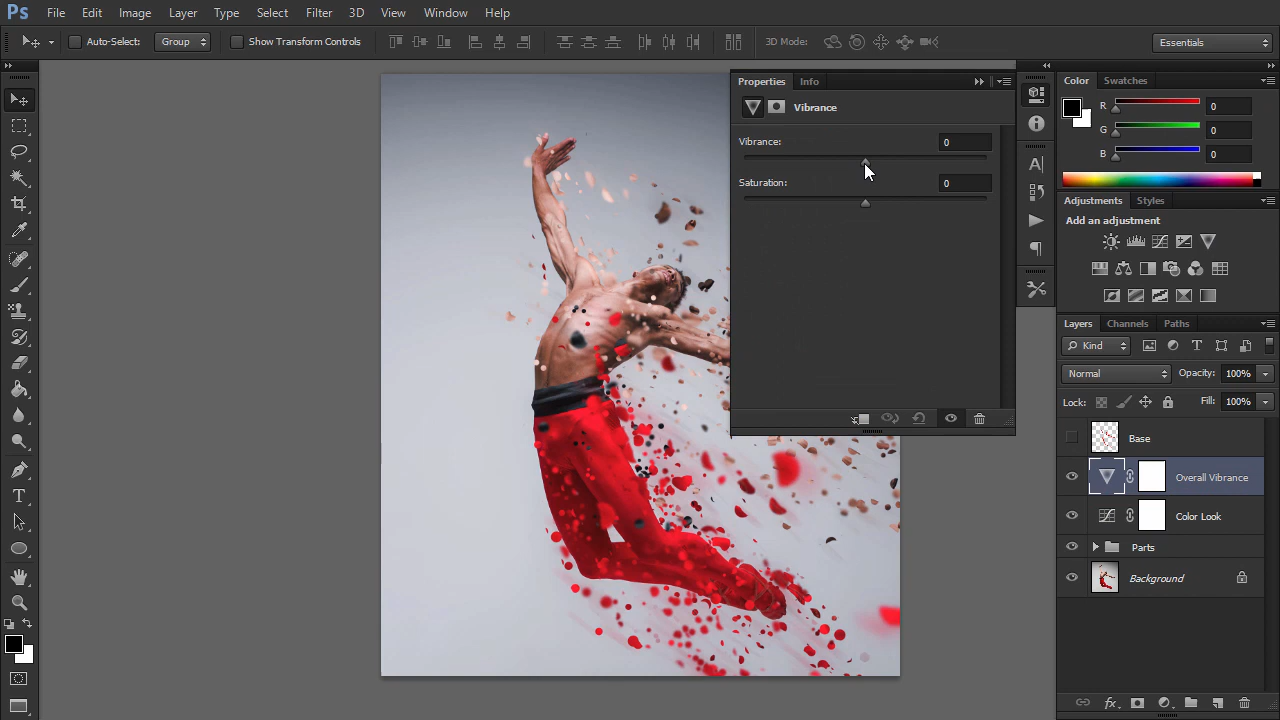 Ps File Edit Image Layer Type Select Filter 3D View Window Help
Auto-Select: Group Show Transform Controls 3D Mode: Essentials
Properties Info
Vibrance
Vibrance: 0
Saturation: 0
Color Swatches
R 0
G 0
B 0
Adjustments Styles
Add an adjustment
Layers Channels Paths
Kind
Normal Opacity: 100%
Lock: Fill: 100%
Base
Overall Vibrance
Color Look
Parts
Background
fx